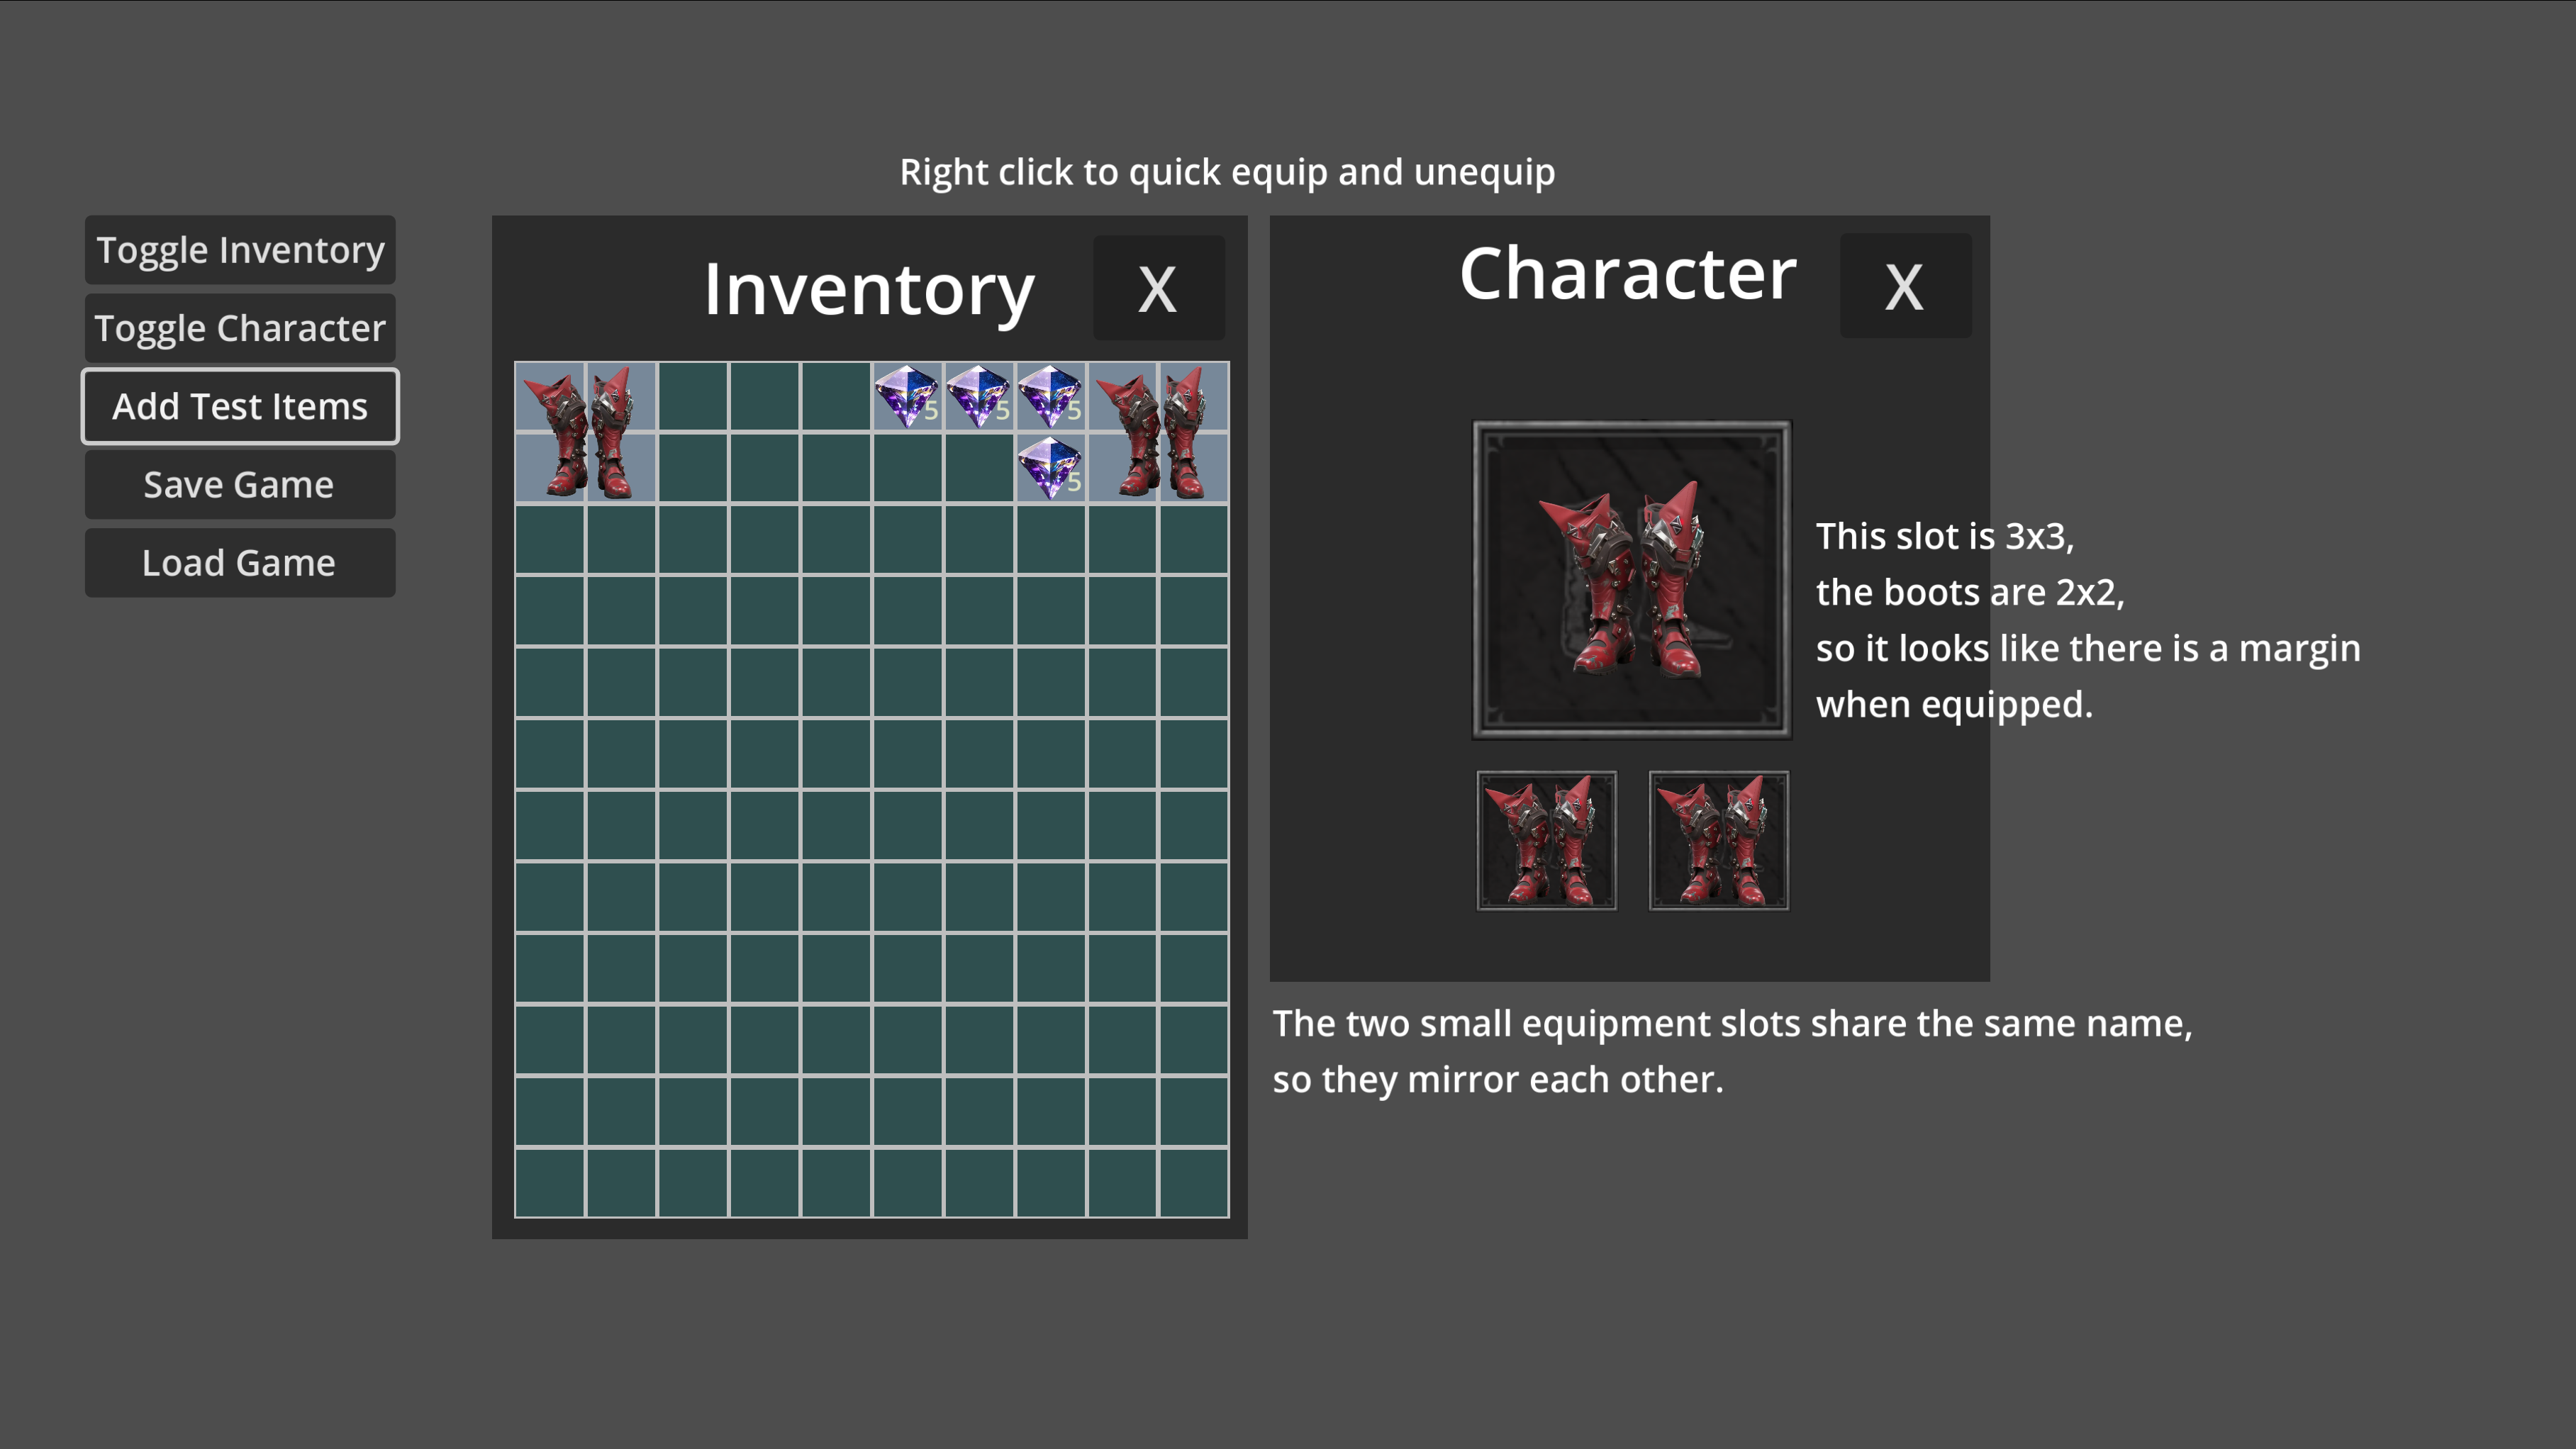 Right click to quick equip and unequip
Toggle Inventory
Toggle Character
Add Test Items
Save Game
Load Game
Inventory
X
5
5
5
5
Character
X
This slot is 3x3,
the boots are 2x2,
so it looks like there is a margin
when equipped.
The two small equipment slots share the same name,
so they mirror each other.